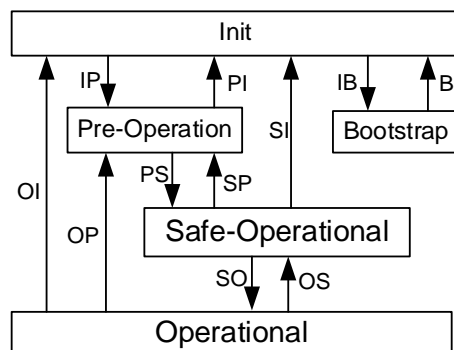 Init
IP
PI
IB
B
Pre-Operation
SI
Bootstrap
PS
SP
OI
OP
Safe-Operational
SO
OS
Operational